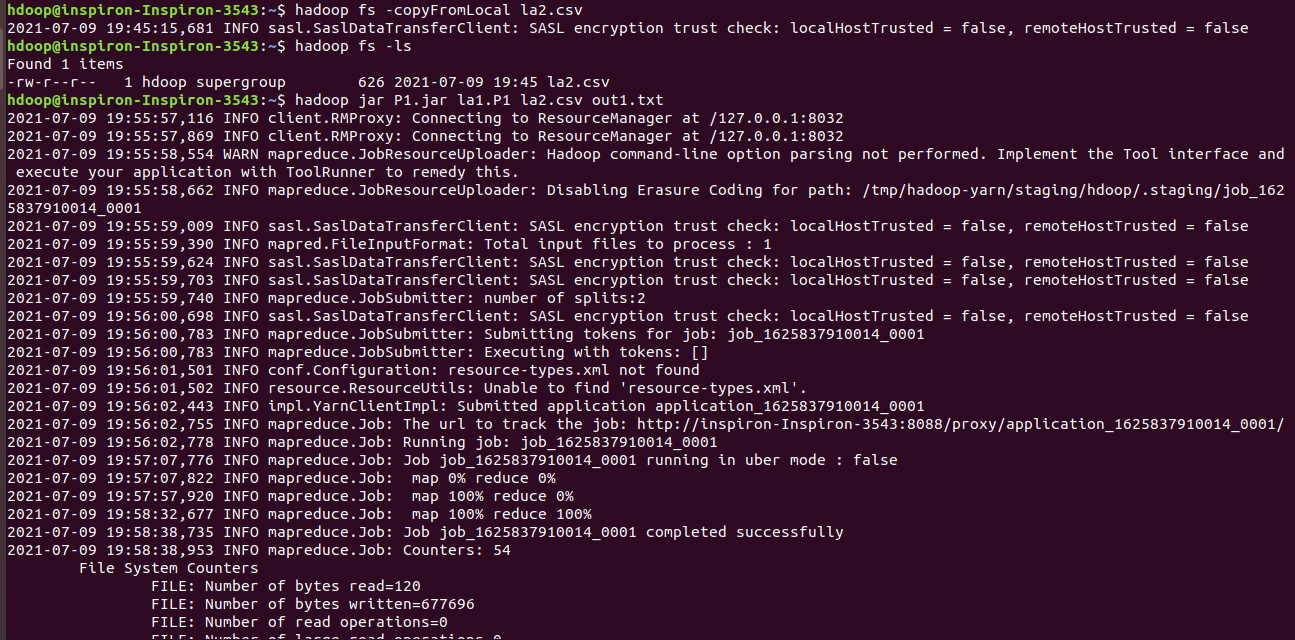 hdoop@inspiron-Inspiron-3543:~$ hadoop fs -copyFromLocal la2.csv
2021-07-09 19:45:15,681 INFO sasl.SaslDataTransferClient: SASL encryption trust check: localHostTrusted = false, remoteHostTrusted = false
hdoop@inspiron-Inspiron-3543:~$ hadoop fs -ls
Found 1 items
-rw-r--r--   1 hdoop supergroup        626 2021-07-09 19:45 la2.csv
hdoop@inspiron-Inspiron-3543:~$ hadoop jar P1.jar la1.P1 la2.csv out1.txt
2021-07-09 19:55:57,116 INFO client.RMProxy: Connecting to ResourceManager at /127.0.0.1:8032
2021-07-09 19:55:57,869 INFO client.RMProxy: Connecting to ResourceManager at /127.0.0.1:8032
2021-07-09 19:55:58,554 WARN mapreduce.JobResourceUploader: Hadoop command-line option parsing not performed. Implement the Tool interface and
 execute your application with ToolRunner to remedy this.
2021-07-09 19:55:58,662 INFO mapreduce.JobResourceUploader: Disabling Erasure Coding for path: /tmp/hadoop-yarn/staging/hdoop/.staging/job_162
5837910014_0001
2021-07-09 19:55:59,009 INFO sasl.SaslDataTransferClient: SASL encryption trust check: localHostTrusted = false, remoteHostTrusted = false
2021-07-09 19:55:59,390 INFO mapred.FileInputFormat: Total input files to process : 1
2021-07-09 19:55:59,624 INFO sasl.SaslDataTransferClient: SASL encryption trust check: localHostTrusted = false, remoteHostTrusted = false
2021-07-09 19:55:59,703 INFO sasl.SaslDataTransferClient: SASL encryption trust check: localHostTrusted = false, remoteHostTrusted = false
2021-07-09 19:55:59,740 INFO mapreduce.JobSubmitter: number of splits:2
2021-07-09 19:56:00,698 INFO sasl.SaslDataTransferClient: SASL encryption trust check: localHostTrusted = false, remoteHostTrusted = false
2021-07-09 19:56:00,783 INFO mapreduce.JobSubmitter: Submitting tokens for job: job_1625837910014_0001
2021-07-09 19:56:00,783 INFO mapreduce.JobSubmitter: Executing with tokens: []
2021-07-09 19:56:01,501 INFO conf.Configuration: resource-types.xml not found
2021-07-09 19:56:01,502 INFO resource.ResourceUtils: Unable to find 'resource-types.xml'.
2021-07-09 19:56:02,443 INFO impl.YarnClientImpl: Submitted application application_1625837910014_0001
2021-07-09 19:56:02,755 INFO mapreduce.Job: The url to track the job: http://inspiron-Inspiron-3543:8088/proxy/application_1625837910014_0001/
2021-07-09 19:56:02,778 INFO mapreduce.Job: Running job: job_1625837910014_0001
2021-07-09 19:57:07,776 INFO mapreduce.Job: Job job_1625837910014_0001 running in uber mode : false
2021-07-09 19:57:07,822 INFO mapreduce.Job:  map 0% reduce 0%
2021-07-09 19:57:57,920 INFO mapreduce.Job:  map 100% reduce 0%
2021-07-09 19:58:32,677 INFO mapreduce.Job:  map 100% reduce 100%
2021-07-09 19:58:38,735 INFO mapreduce.Job: Job job_1625837910014_0001 completed successfully
2021-07-09 19:58:38,953 INFO mapreduce.Job: Counters: 54
        File System Counters
                FILE: Number of bytes read=120
                FILE: Number of bytes written=677696
                FILE: Number of read operations=0
                FILE: Number of large read operations=0